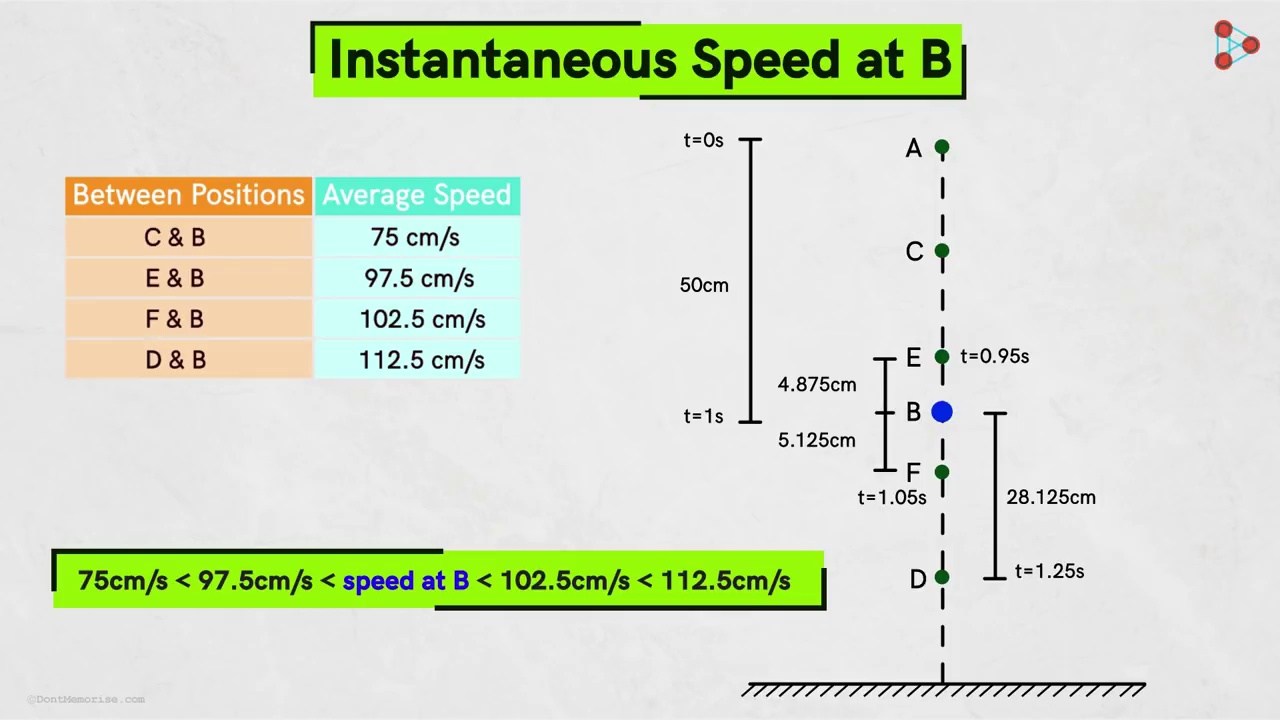 Instantaneous Speed at B
Between Positions Average Speed
C & B 75 cm/s
E & B 97.5 cm/s
F & B 102.5 cm/s
D & B 112.5 cm/s
t=0s
50cm
t=1s
A
C
E t=0.95s
4.875cm
B
5.125cm
F
t=1.05s
28.125cm
D t=1.25s
75cm/s < 97.5cm/s < speed at B < 102.5cm/s < 112.5cm/s
©DontMemorise.com